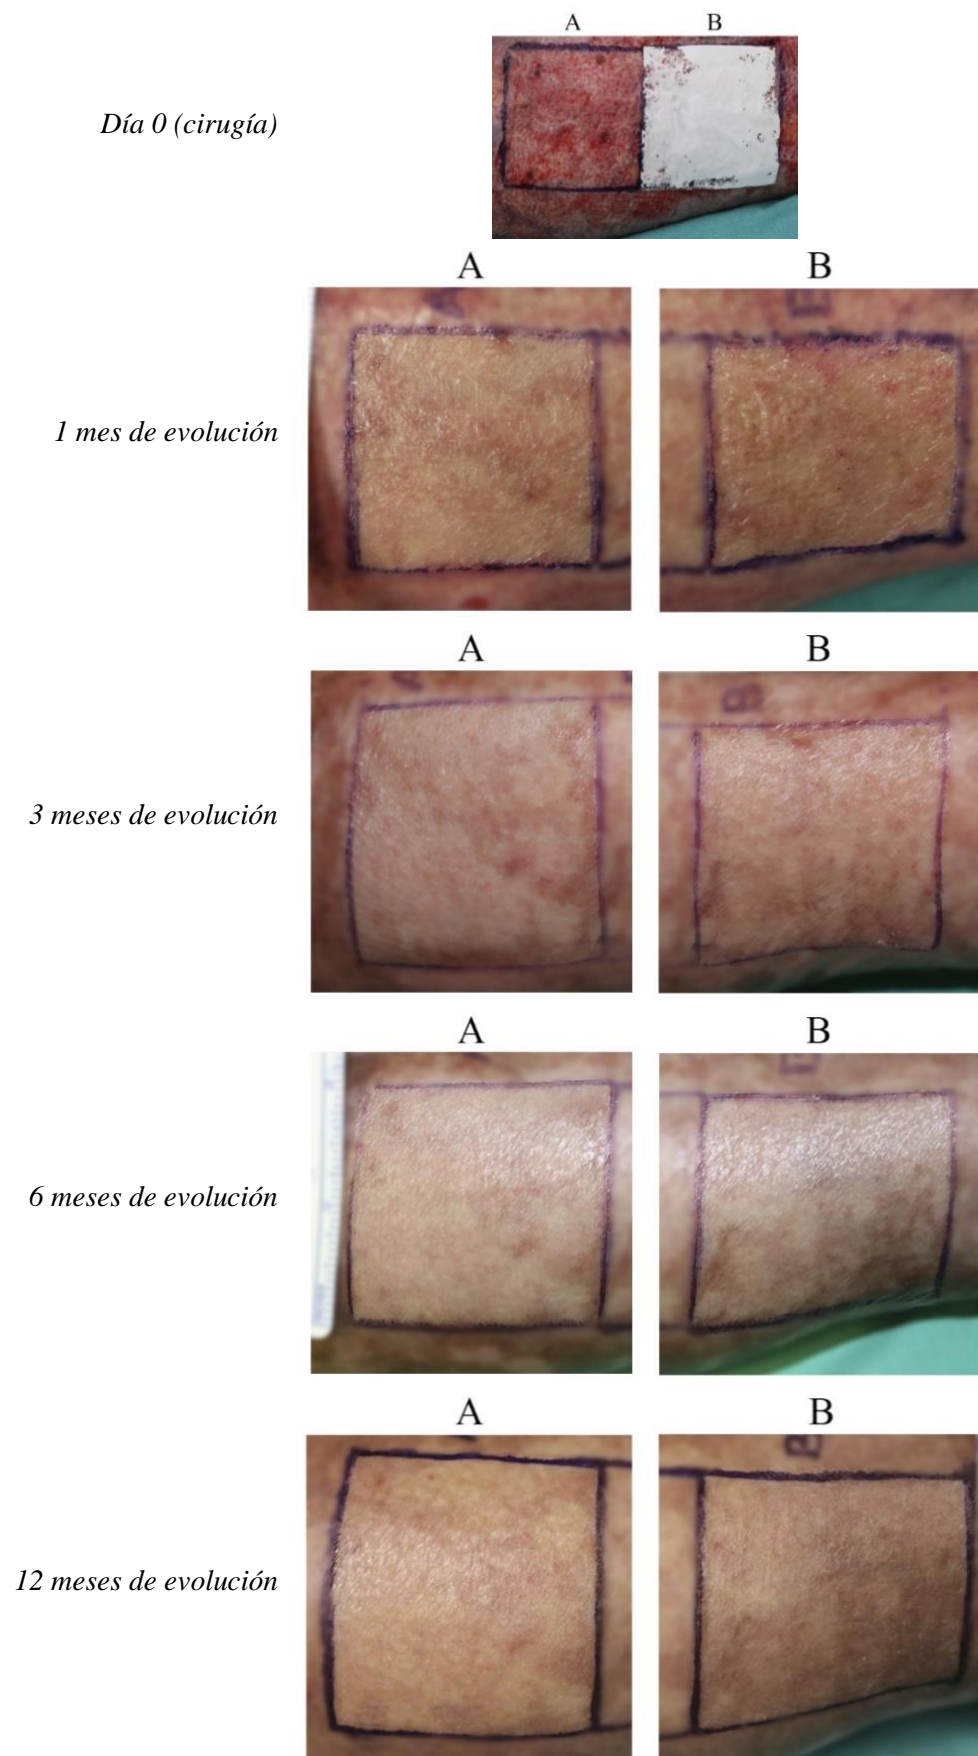 A B
Día 0 (cirugía)
A B
A B
1 mes de evolución
A B
A B
3 meses de evolución
A B
6 meses de evolución
A B
12 meses de evolución